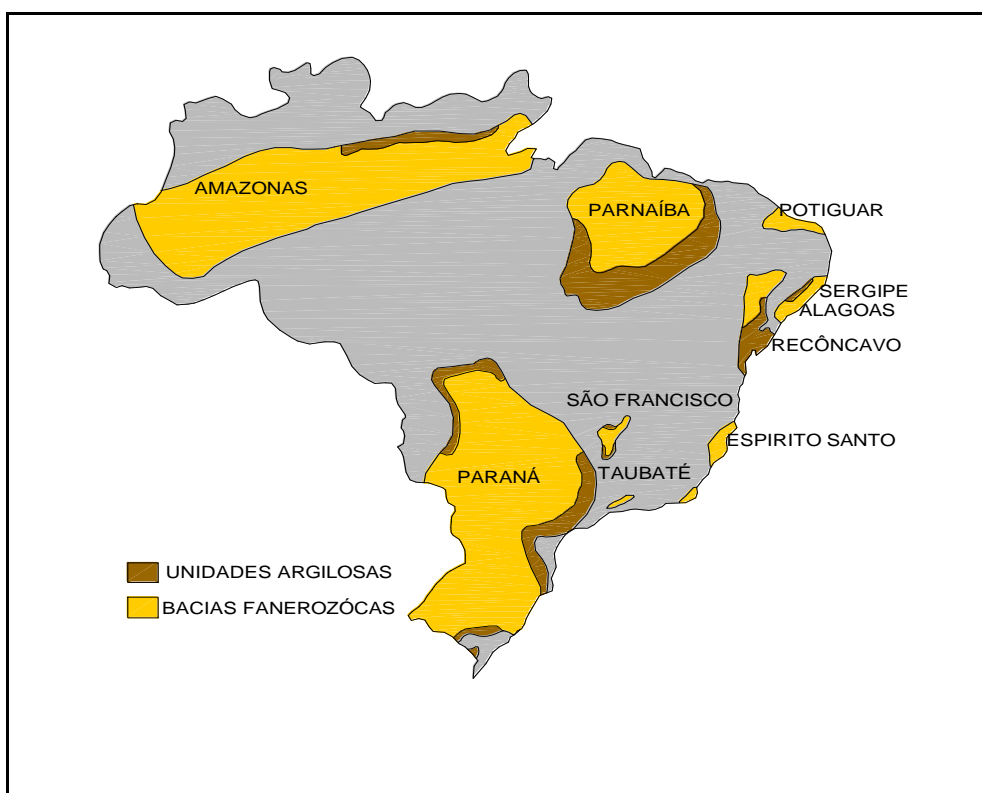 AMAZONAS
PARNAÍBA
POTIGUAR
SERGIPE
ALAGOAS
RECÔNCAVO
SÃO FRANCISCO
ESPIRITO SANTO
PARANÁ
TAUBATÉ
UNIDADES ARGILOSAS
BACIAS FANEROZÓCAS